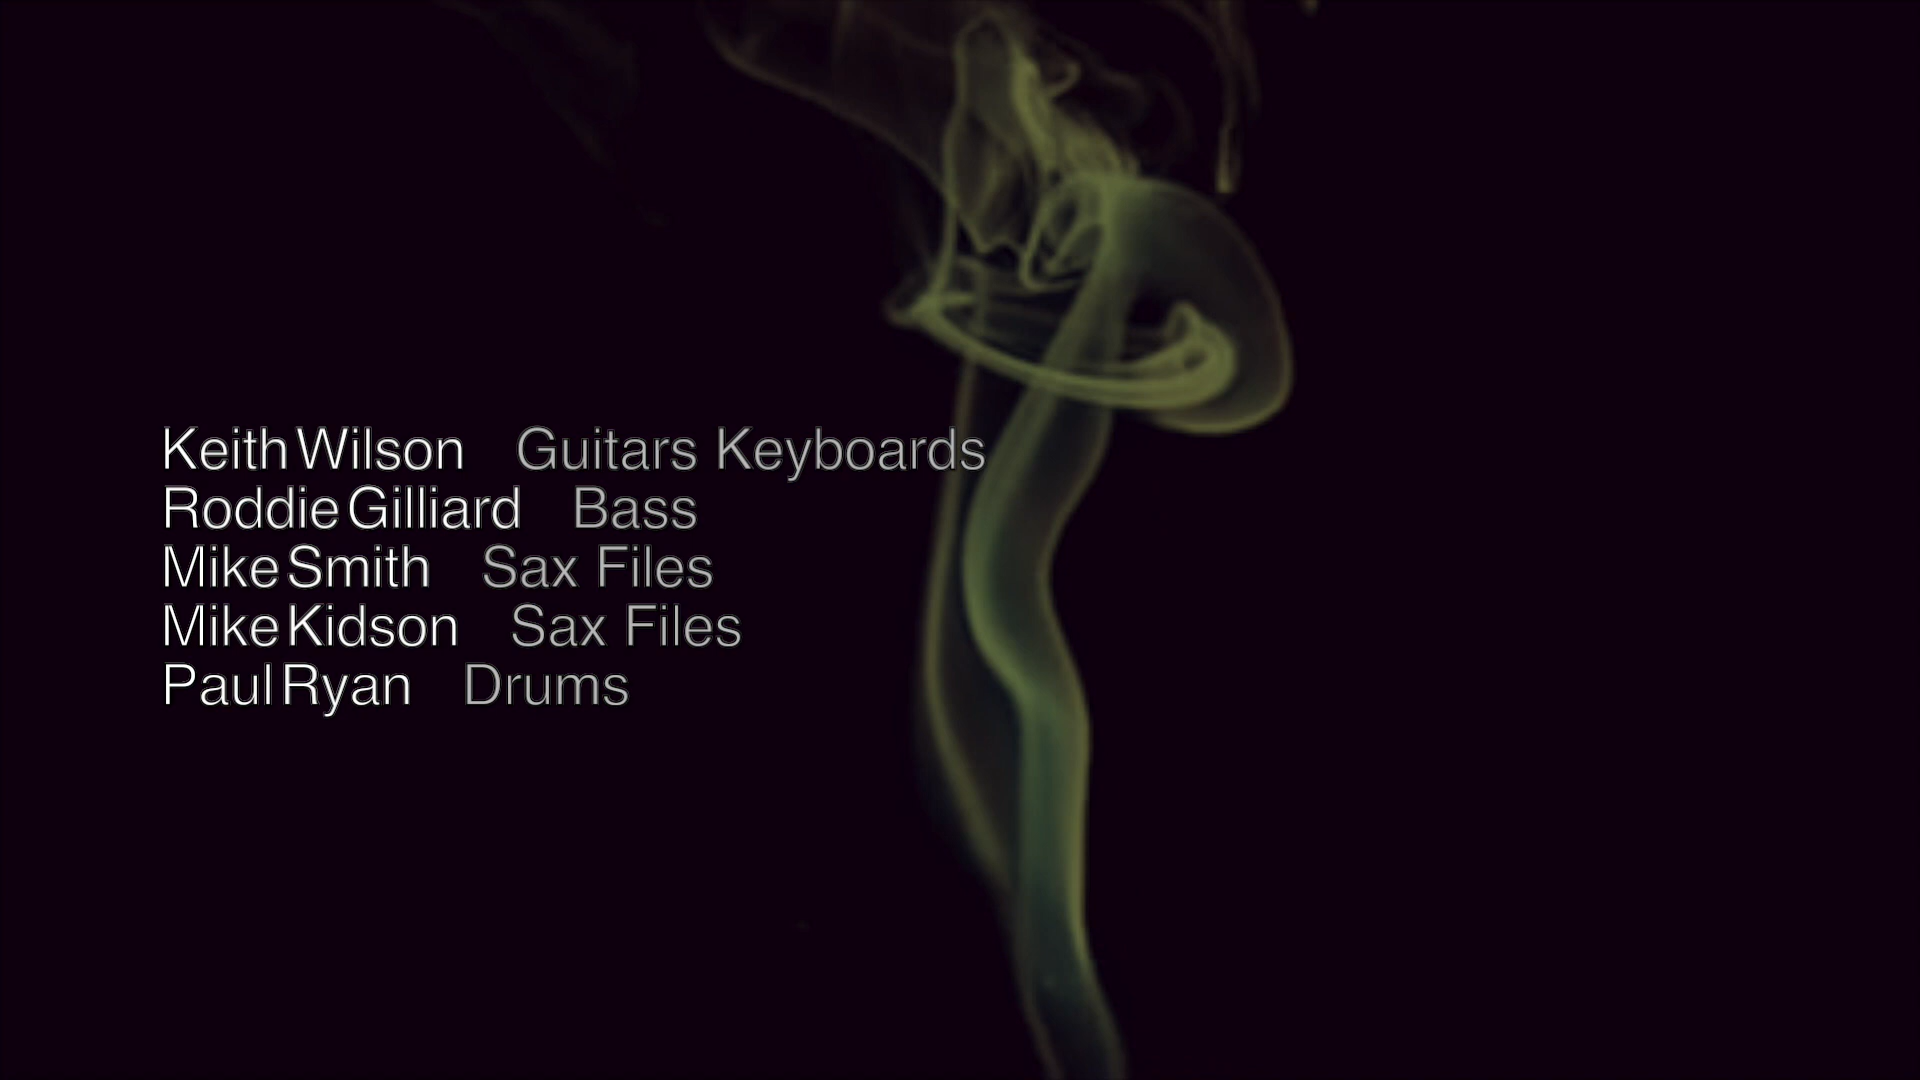 Keith Wilson Guitars Keyboards
Roddie Gilliard Bass
Mike Smith Sax Files
Mike Kidson Sax Files
Paul Ryan Drums